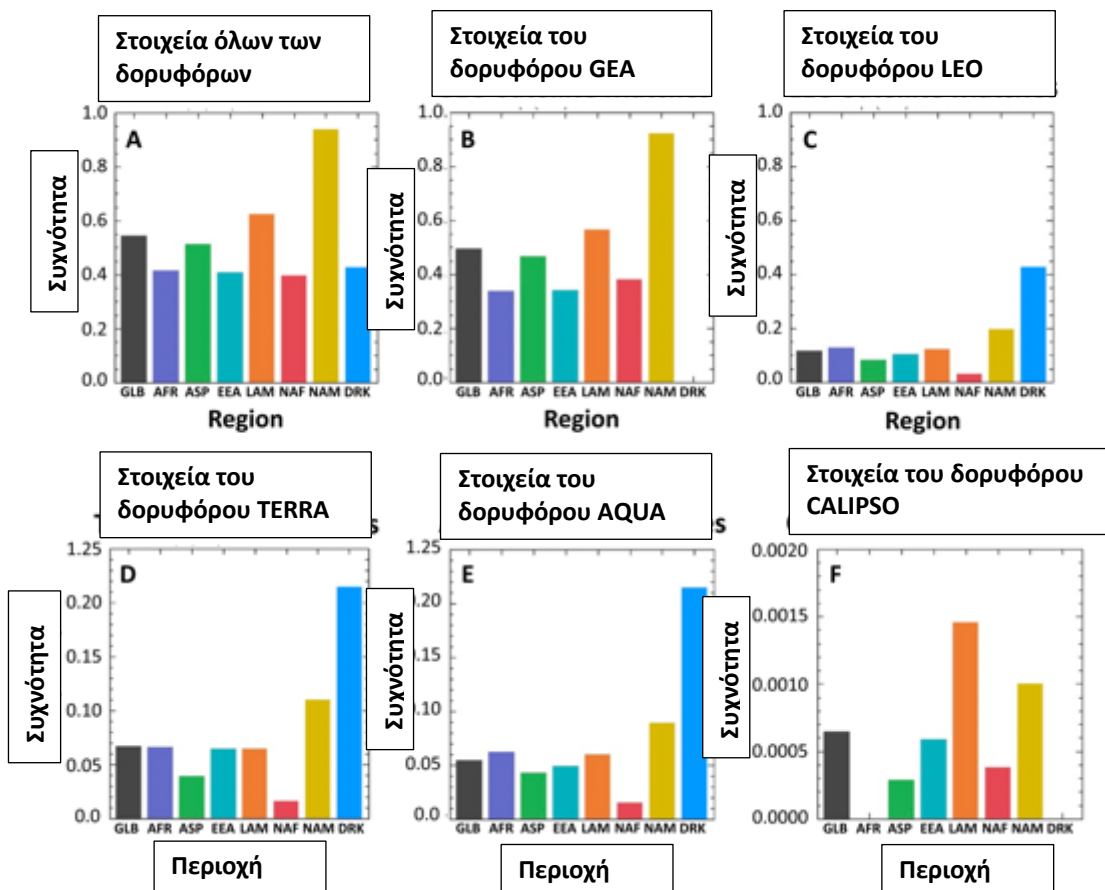 Στοιχεία όλων των
δορυφόρων
Στοιχεία του
δορυφόρου GEA
Στοιχεία του
δορυφόρου LEO
Συχνότητα
1.0
0.8
0.6
0.4
0.2
0.0
A
GLB AFR ASP EEA LAM NAF NAM DRK
Region
Συχνότητα
1.0
0.8
0.6
0.4
0.2
0.0
B
GLB AFR ASP EEA LAM NAF NAM DRK
Region
Συχνότητα
1.0
0.8
0.6
0.4
0.2
0.0
C
GLB AFR ASP EEA LAM NAF NAM DRK
Region
Στοιχεία του
δορυφόρου TERRA
s
Στοιχεία του
δορυφόρου AQUA
es
Στοιχεία του δορυφόρου
CALIPSO
Συχνότητα
1.25
0.20
0.15
0.10
0.05
0.0
D
GLB AFR ASP EEA LAM NAF NAM DRK
Περιοχή
Συχνότητα
1.25
0.20
0.15
0.10
0.05
0.0
E
GLB AFR ASP EEA LAM NAF NAM DRK
Περιοχή
Συχνότητα
0.0020
0.0015
0.0010
0.0005
0.0000
F
GLB AFR ASP EEA LAM NAF NAM DRK
Περιοχή